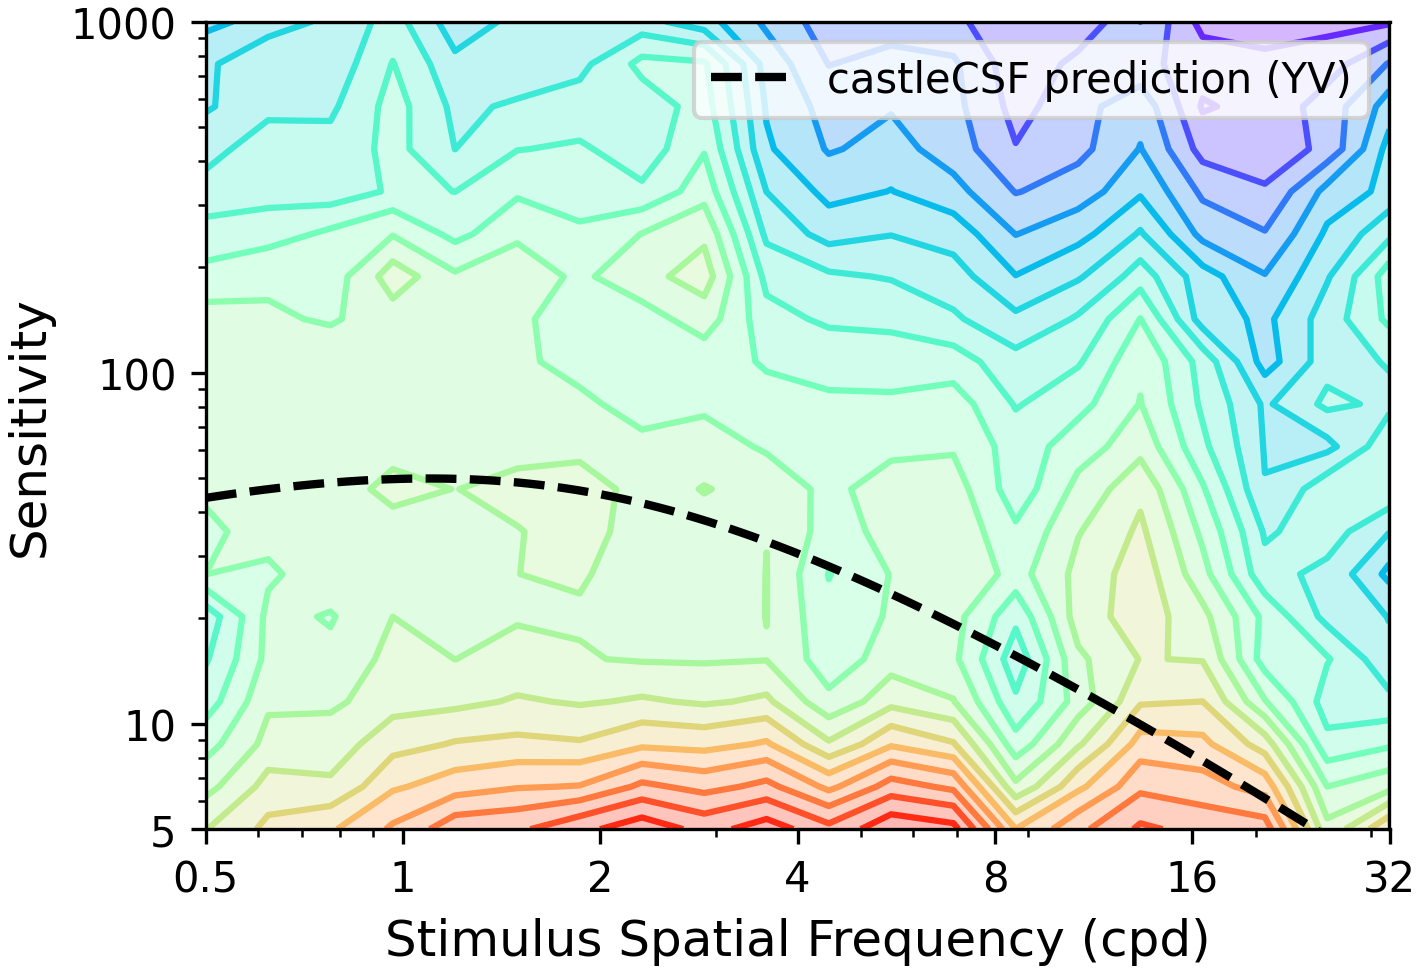 1000
castleCSF prediction (YV)
100
Sensitivity
10
5
0.5 1 2 4 8 16 32
Stimulus Spatial Frequency (cpd)